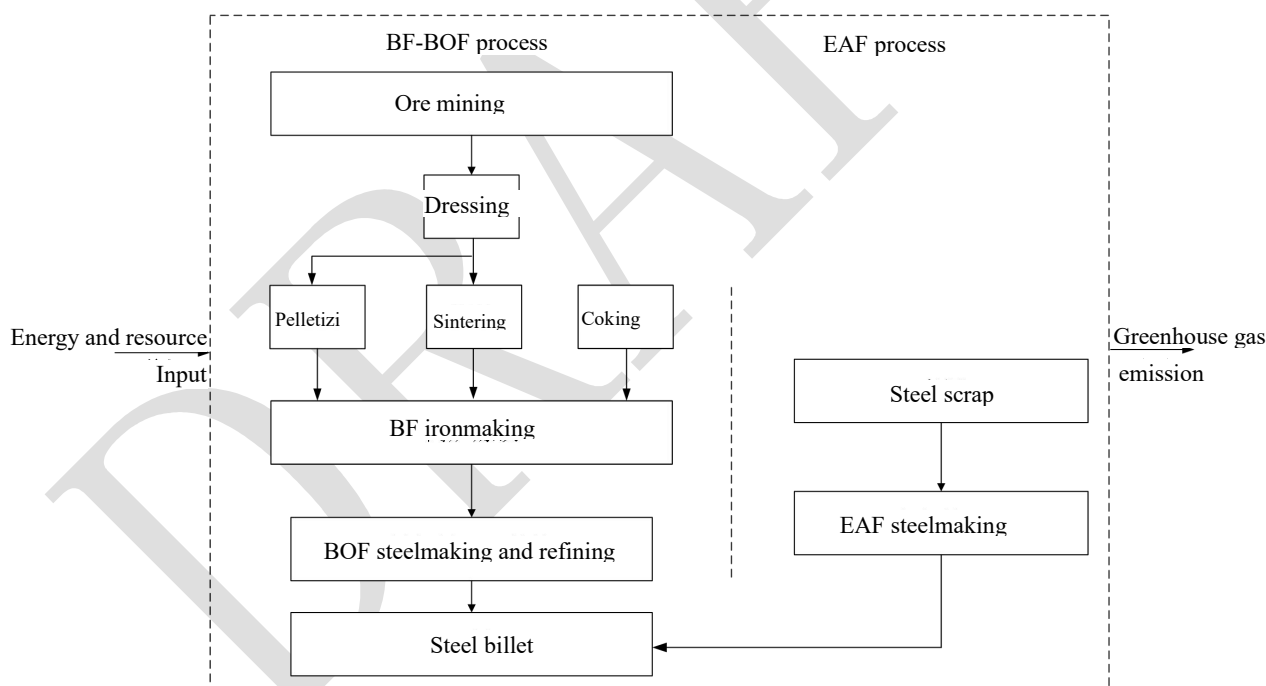 BF-BOF process
EAF process
Ore mining
Dressing
Pelletizi
Sintering
Coking
Energy and resource
Input
Greenhouse gas
emission
Steel scrap
BF ironmaking
EAF steelmaking
BOF steelmaking and refining
Steel billet
DRAF